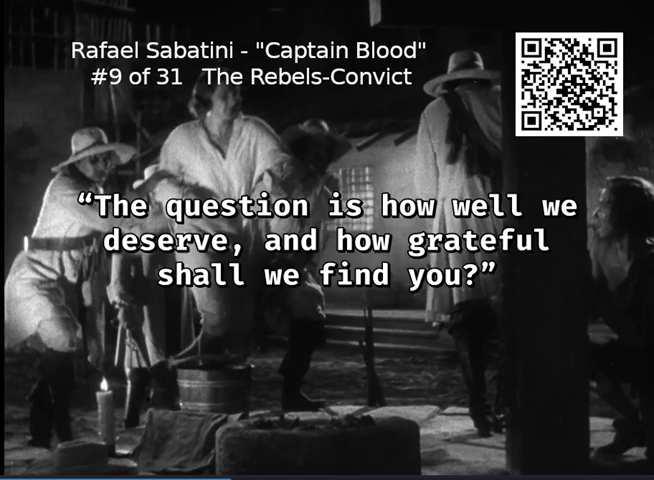 Rafael Sabatini - "Captain Blood"
#9 of 31 The Rebels-Convict
“The question is how well we
deserve, and how grateful
shall we find you?”